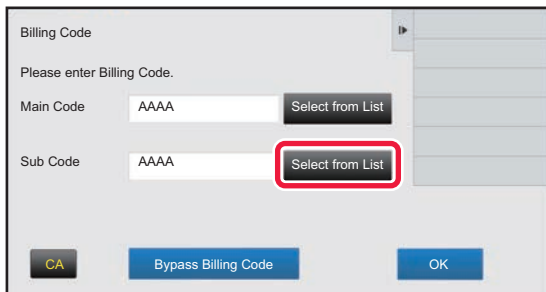 Billing Code
Please enter Billing Code.
Main Code AAAA Select from List
Sub Code AAAA Select from List
CA Bypass Billing Code OK